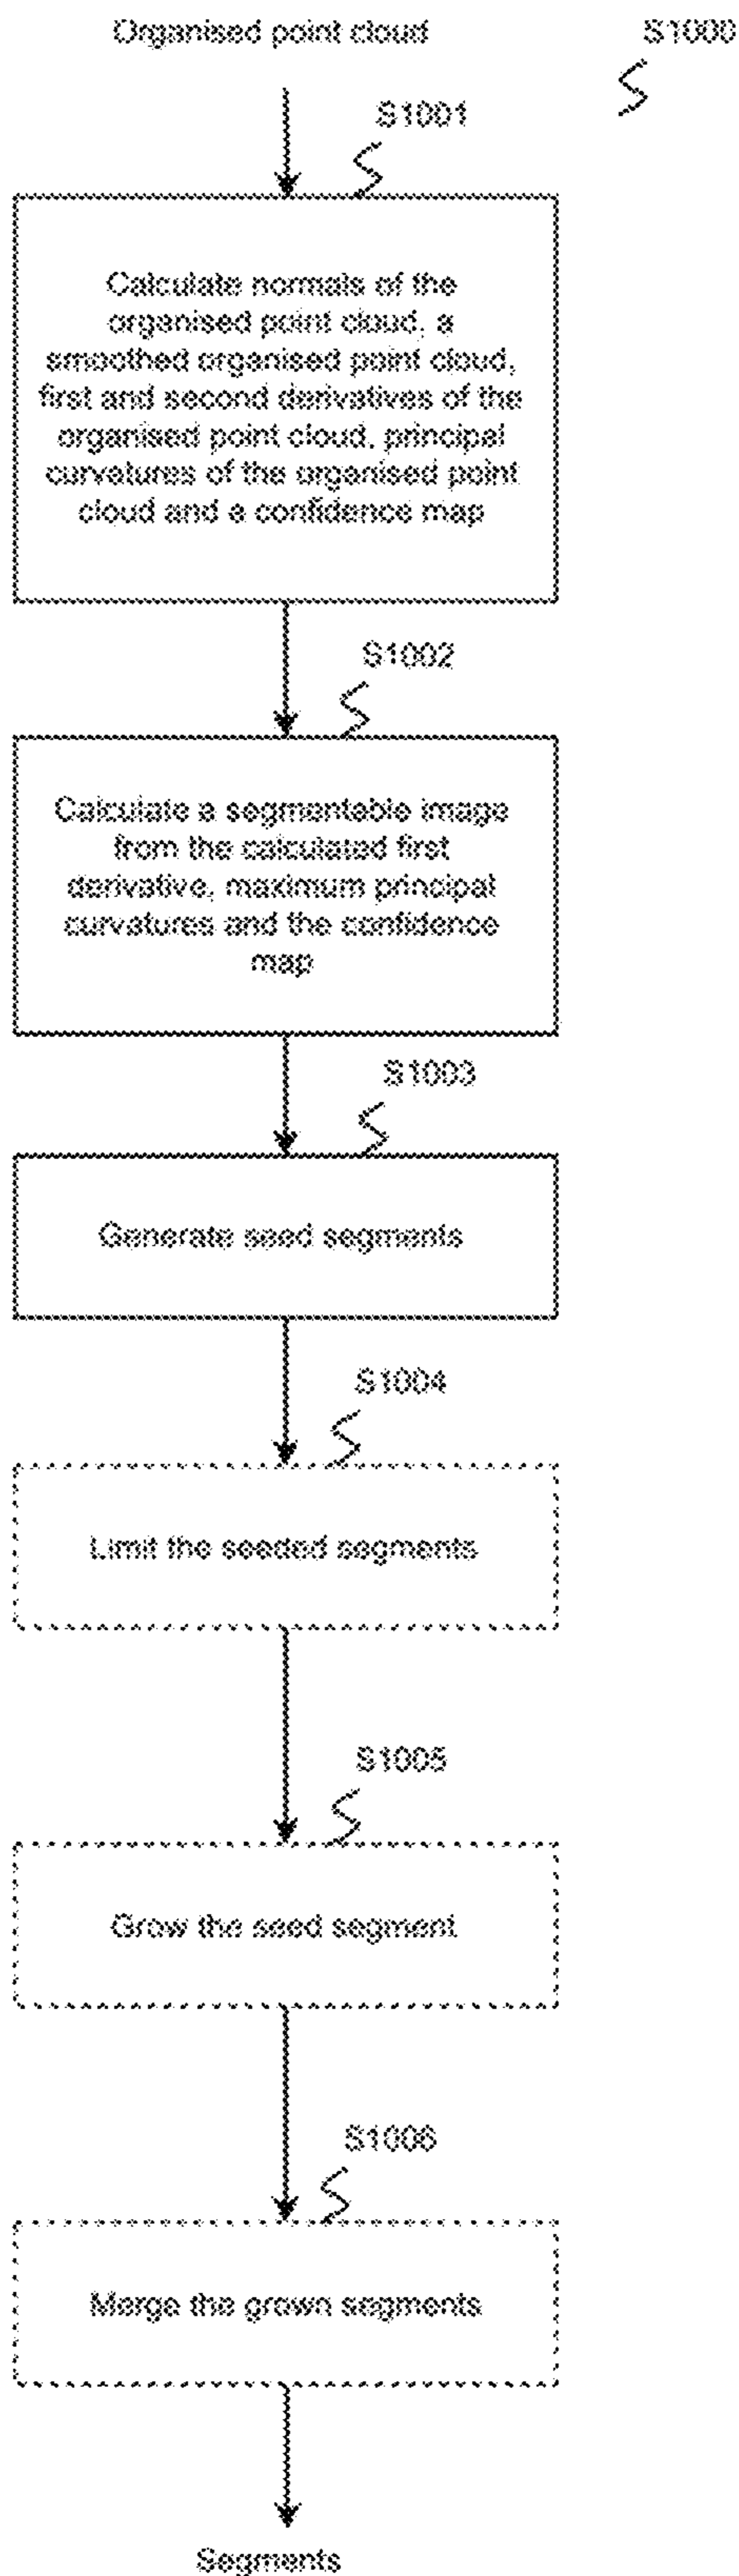 Organised point cloud
S1000
S1001
Calculate normals of the
organised point cloud, a
smoothed organised point cloud,
first and second derivatives of the
organised point cloud, principal
curvatures of the organised point
cloud and a confidence map
S1002
Calculate a segmentable image
from the calculated first
derivative, maximum principal
curvatures and the confidence
map
S1003
Generate seed segments
S1004
Limit the seeded segments
S1005
Grow the seed segment
S1006
Merge the grown segments
Segments